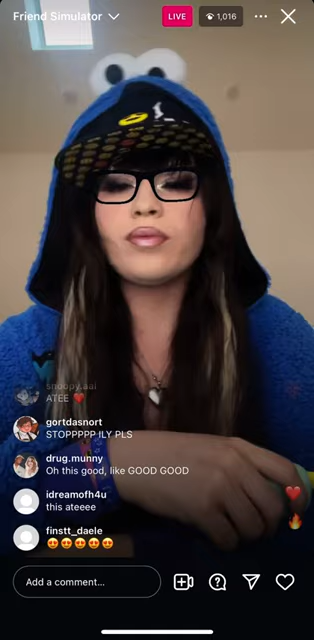 Friend Simulator
LIVE
1,016
snoopy.aai
ATEE ❤️
gortdasnort
STOPPPPP ILY PLS
drug.munny
Oh this good, like GOOD GOOD
idreamofh4u
this ateeee
finstt_daele
😍😍😍😍😍
Add a comment...